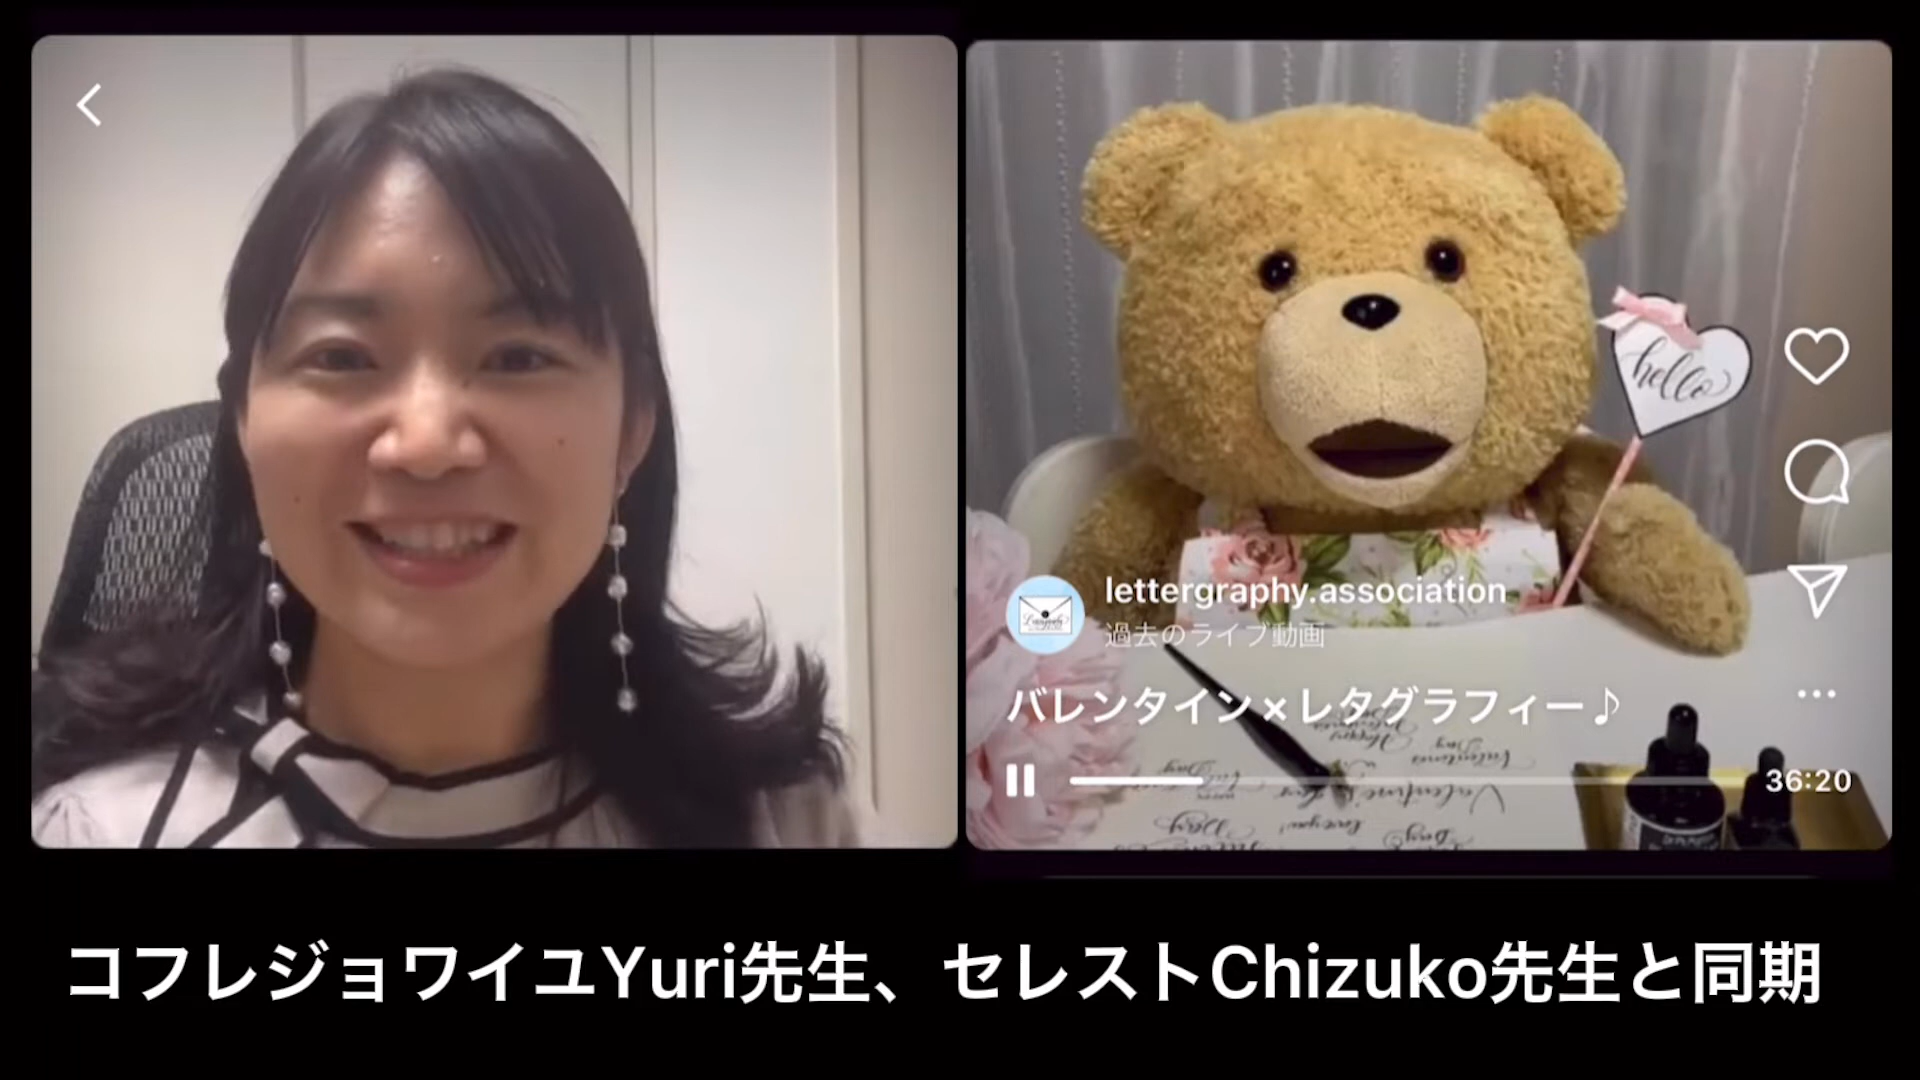 hello
lettergraphy.association
過去のライブ動画
バレンタイン×レタグラフィー♪
36:20
コフレジョワイユYuri先生、セレストChizuko先生と同期